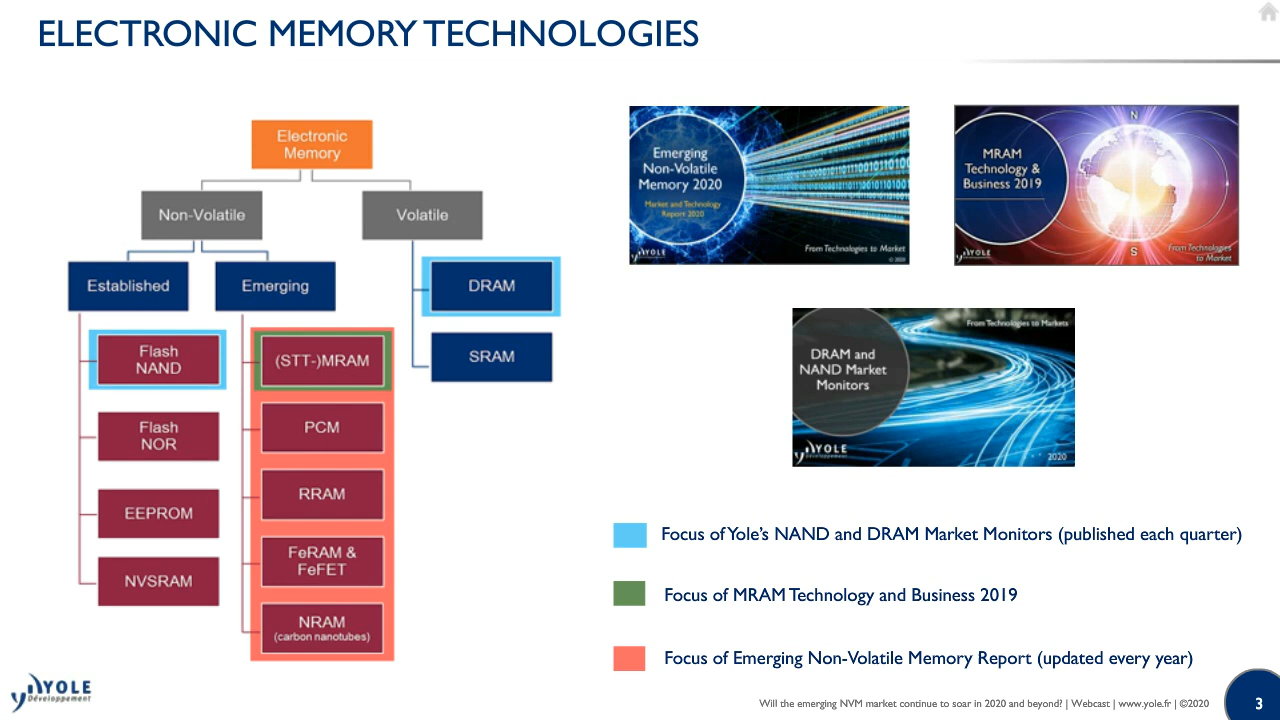 ELECTRONIC MEMORY TECHNOLOGIES
Electronic
Memory
Non-Volatile
Volatile
Established
Emerging
DRAM
SRAM
Flash
NAND
Flash
NOR
EEPROM
NVSRAM
(STT-)MRAM
PCM
RRAM
FeRAM &
FeFET
NRAM
(carbon nanotubes)
Emerging
Non-Volatile
Memory 2020
Market and Technology
Report 2020
YOLE
From Technologies to Market
© 2020
N
MRAM
Technology &
Business 2019
S
YOLE
From Technologies
to Market
From Technologies to Markets
DRAM and
NAND Market
Monitors
YOLE
Développement
2020
Focus of Yole's NAND and DRAM Market Monitors (published each quarter)
Focus of MRAM Technology and Business 2019
Focus of Emerging Non-Volatile Memory Report (updated every year)
YOLE
Développement
Will the emerging NVM market continue to soar in 2020 and beyond? | Webcast | www.yole.fr | ©2020
3